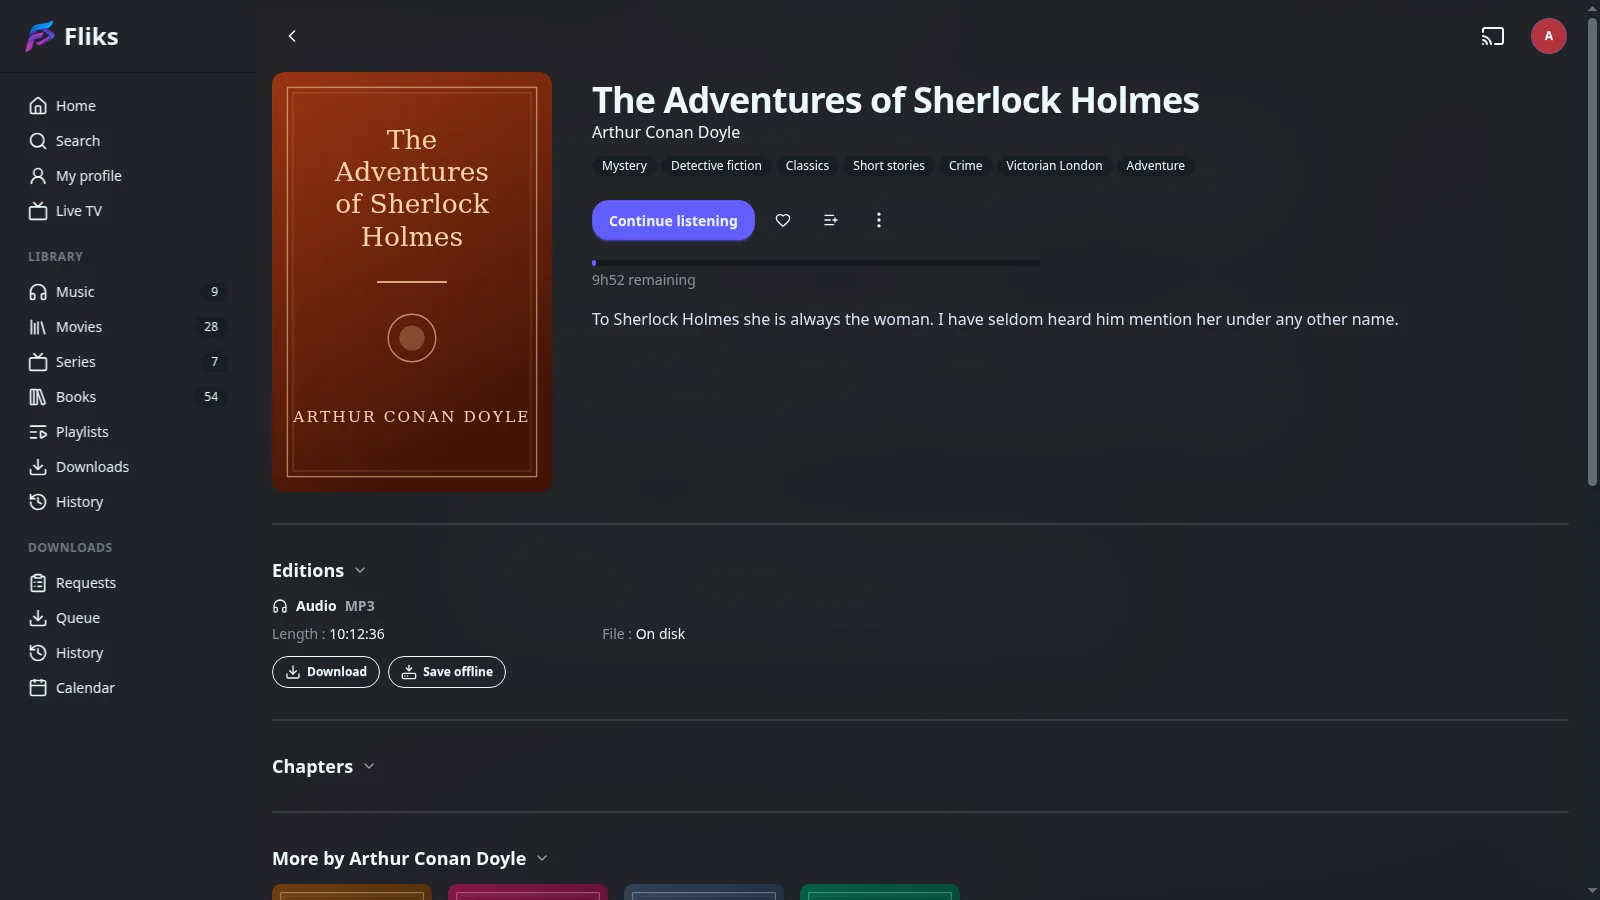 Fliks
A
Home
Search
My profile
Live TV
LIBRARY
Music 9
Movies 28
Series 7
Books 54
Playlists
Downloads
History
DOWNLOADS
Requests
Queue
History
Calendar
The
Adventures
of Sherlock
Holmes
ARTHUR CONAN DOYLE
The Adventures of Sherlock Holmes
Arthur Conan Doyle
Mystery Detective fiction Classics Short stories Crime Victorian London Adventure
Continue listening
9h52 remaining
To Sherlock Holmes she is always the woman. I have seldom heard him mention her under any other name.
Editions
Audio MP3
Length : 10:12:36 File : On disk
Download Save offline
Chapters
More by Arthur Conan Doyle